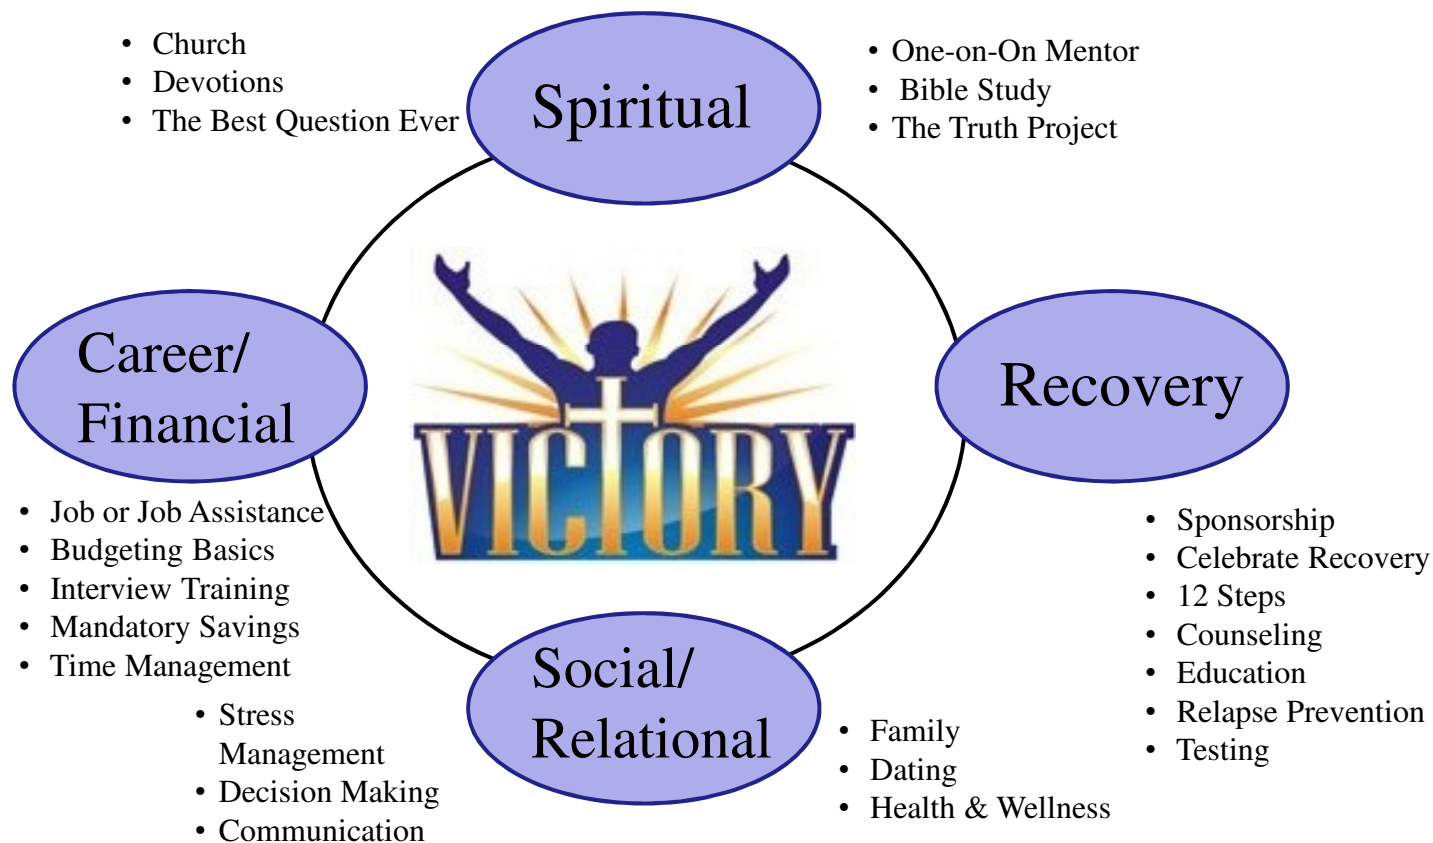 • Church
• Devotions
• The Best Question Ever
Spiritual
• One-on-On Mentor
• Bible Study
• The Truth Project
Career/
Financial
VICTORY
Recovery
• Job or Job Assistance
• Budgeting Basics
• Interview Training
• Mandatory Savings
• Time Management
• Sponsorship
• Celebrate Recovery
• 12 Steps
• Counseling
• Education
• Relapse Prevention
• Testing
• Stress
Management
• Decision Making
• Communication
Social/
Relational
• Family
• Dating
• Health & Wellness